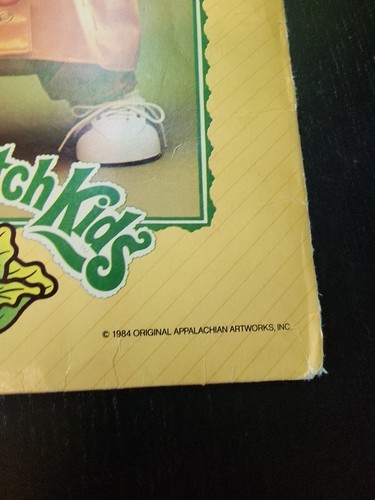 tch Kids
© 1984 ORIGINAL APPALACHIAN ARTWORKS, INC.